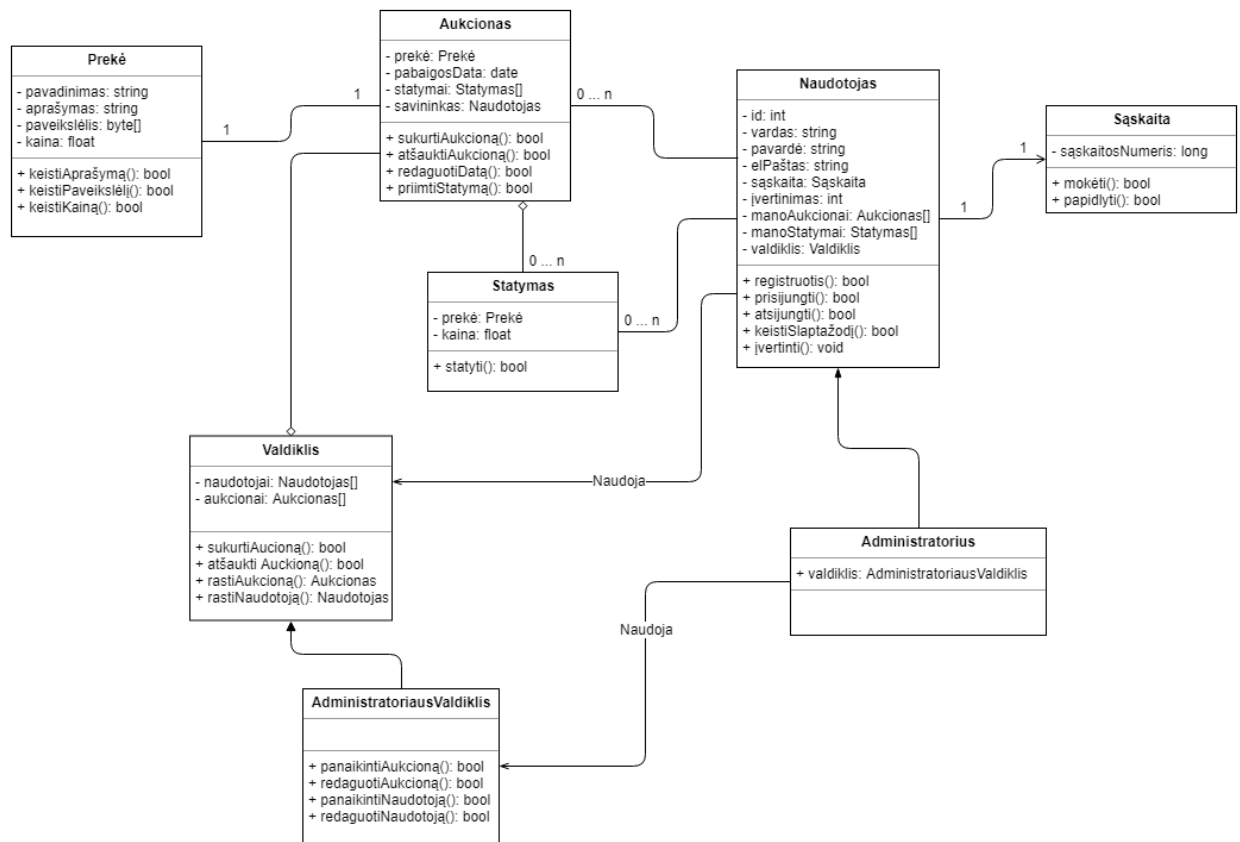 Prekė
- pavadinimas: string
- aprašymas: string
- paveikslėlis: byte[]
- kaina: float
+ keistiAprašymą(): bool
+ keistiPaveikslėlį(): bool
+ keistiKainą(): bool
1
1
Aukcionas
- prekė: Prekė
- pabaigosData: date
- statymai: Statymas[]
- savininkas: Naudotojas
+ sukurtiAukcioną(): bool
+ atšauktiAukcioną(): bool
+ redaguotiDatą(): bool
+ priimtiStatymą(): bool
0 ... n
0 ... n
Statymas
- prekė: Prekė
- kaina: float
+ statyti(): bool
0 ... n
Naudotojas
- id: int
- vardas: string
- pavardė: string
- elPaštas: string
- sąskaita: Sąskaita
- įvertinimas: int
- manoAukcionai: Aukcionas[]
- manoStatymai: Statymas[]
- valdiklis: Valdiklis
+ registruotis(): bool
+ prisijungti(): bool
+ atsijungti(): bool
+ keistiSlaptažodį(): bool
+ įvertinti(): void
1
1
Sąskaita
- sąskaitosNumeris: long
+ mokėti(): bool
+ papidlyti(): bool
Valdiklis
- naudotojai: Naudotojas[]
- aukcionai: Aukcionas[]
+ sukurtiAucioną(): bool
+ atšaukti Auckioną(): bool
+ rastiAukcioną(): Aukcionas
+ rastiNaudotoją(): Naudotojas
Naudoja
Administratorius
+ valdiklis: AdministratoriausValdiklis
Naudoja
AdministratoriausValdiklis
+ panaikintiAukcioną(): bool
+ redaguotiAukcioną(): bool
+ panaikintiNaudotoją(): bool
+ redaguotiNaudotoją(): bool